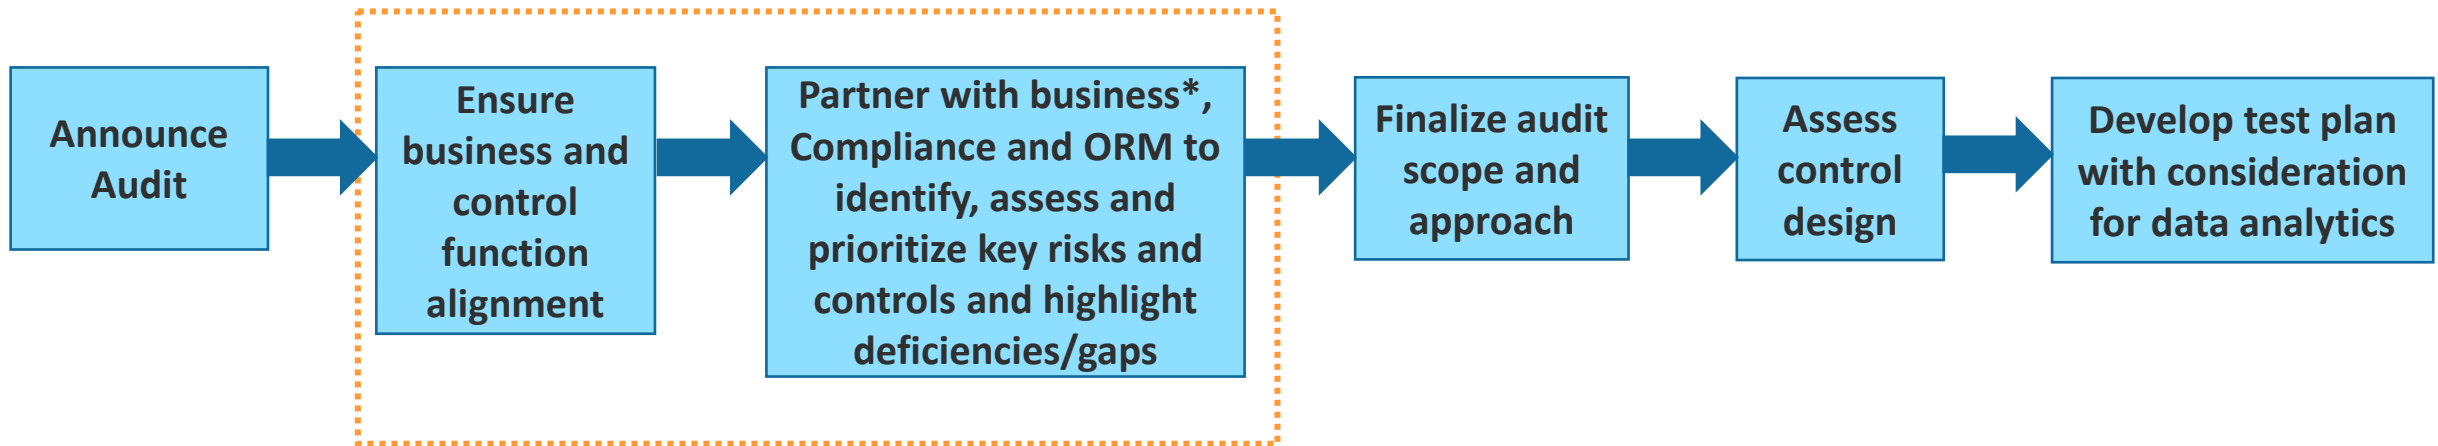 Announce
Audit
Ensure
business and
control
function
alignment
Partner with business*,
Compliance and ORM to
identify, assess and
prioritize key risks and
controls and highlight
deficiencies/gaps
Finalize audit
scope and
approach
Assess
control
design
Develop test plan
with consideration
for data analytics